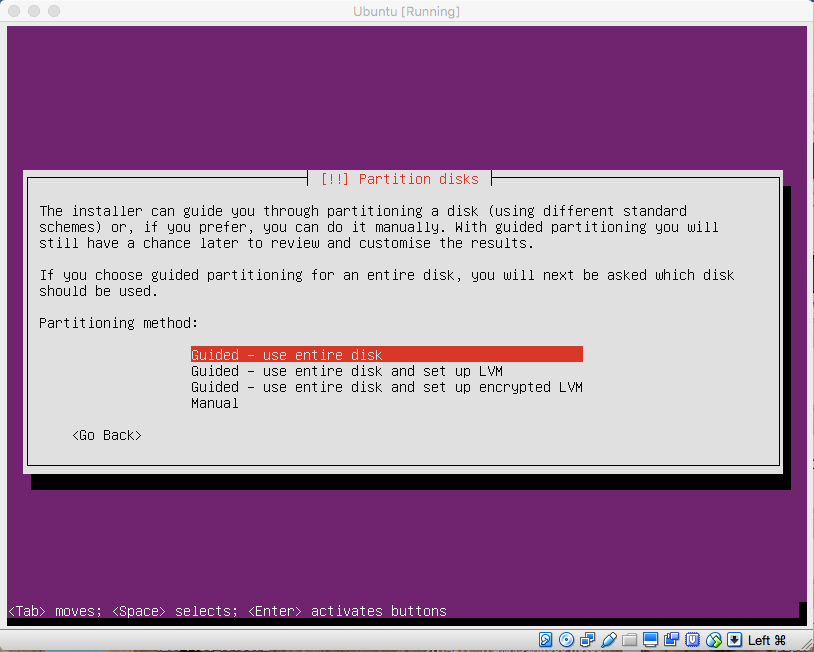 Ubuntu [Running]
[!!] Partition disks
The installer can guide you through partitioning a disk (using different standard
schemes) or, if you prefer, you can do it manually. With guided partitioning you will
still have a chance later to review and customise the results.
If you choose guided partitioning for an entire disk, you will next be asked which disk
should be used.
Partitioning method:
Guided - use entire disk
Guided - use entire disk and set up LVM
Guided - use entire disk and set up encrypted LVM
Manual
<Go Back>
<Tab> moves; <Space> selects; <Enter> activates buttons
Left ⌘